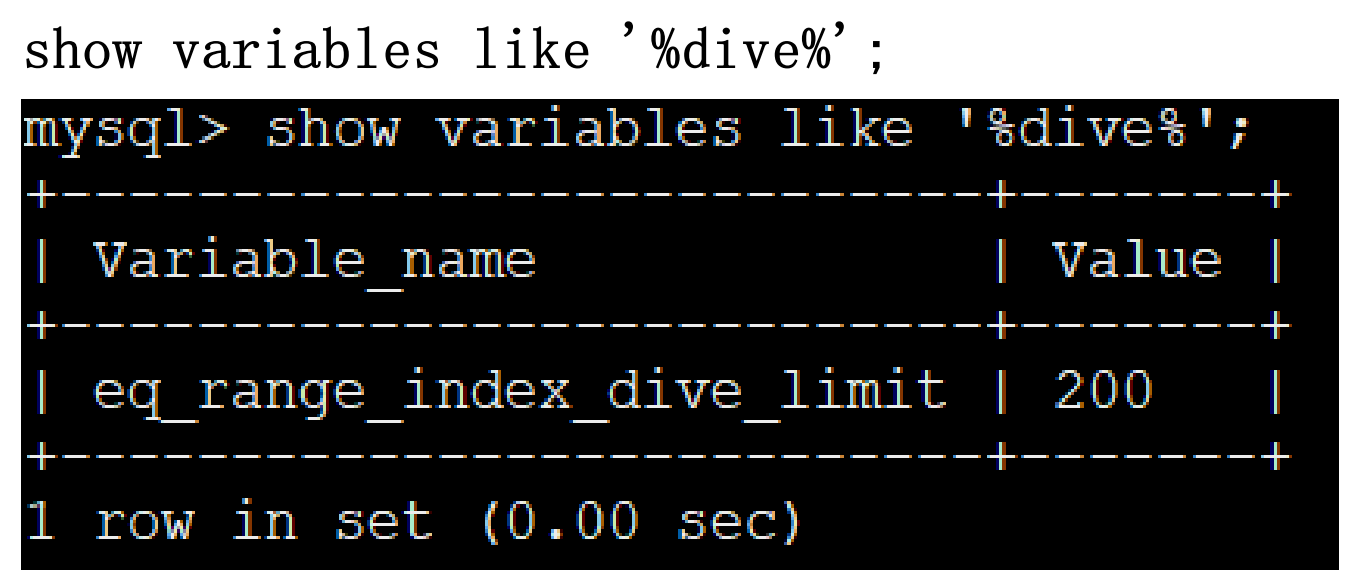 show variables like ’%dive%’;
mysql> show variables like '%dive%';
+---------------------------+-------+
| Variable_name             | Value |
+---------------------------+-------+
| eq_range_index_dive_limit | 200   |
+---------------------------+-------+
1 row in set (0.00 sec)